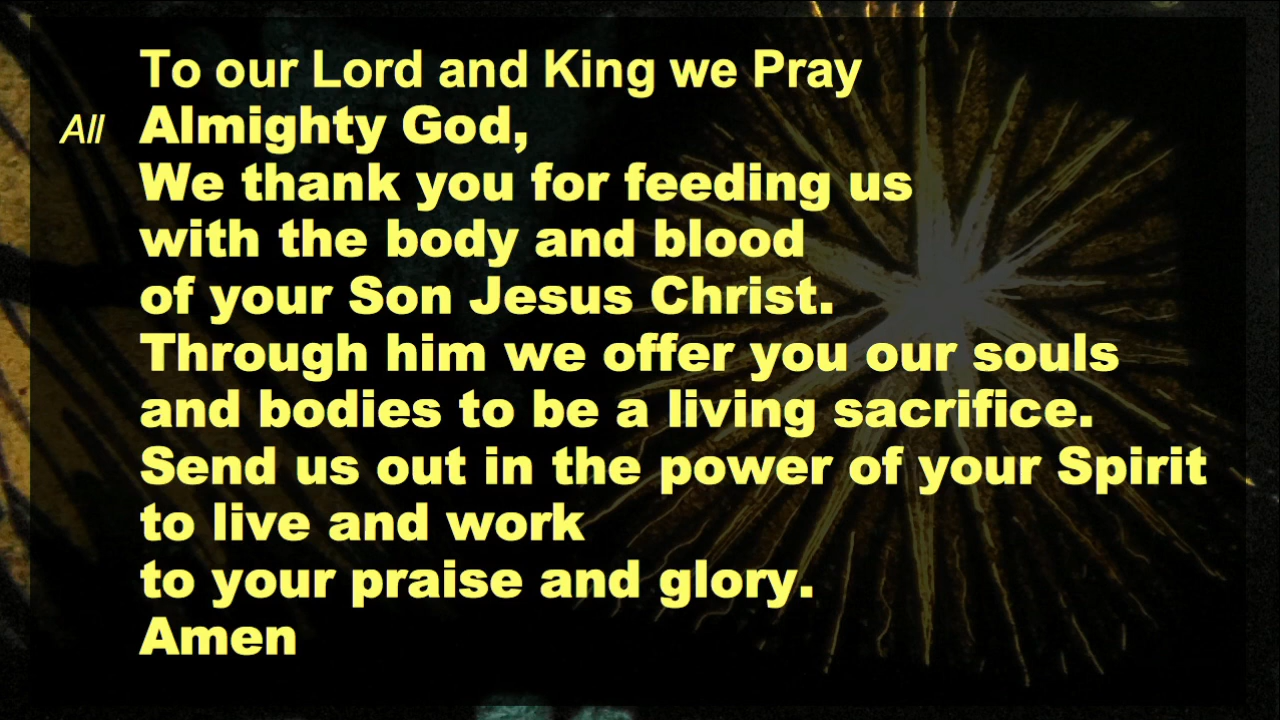 To our Lord and King we Pray
All Almighty God,
We thank you for feeding us
with the body and blood
of your Son Jesus Christ.
Through him we offer you our souls
and bodies to be a living sacrifice.
Send us out in the power of your Spirit
to live and work
to your praise and glory.
Amen